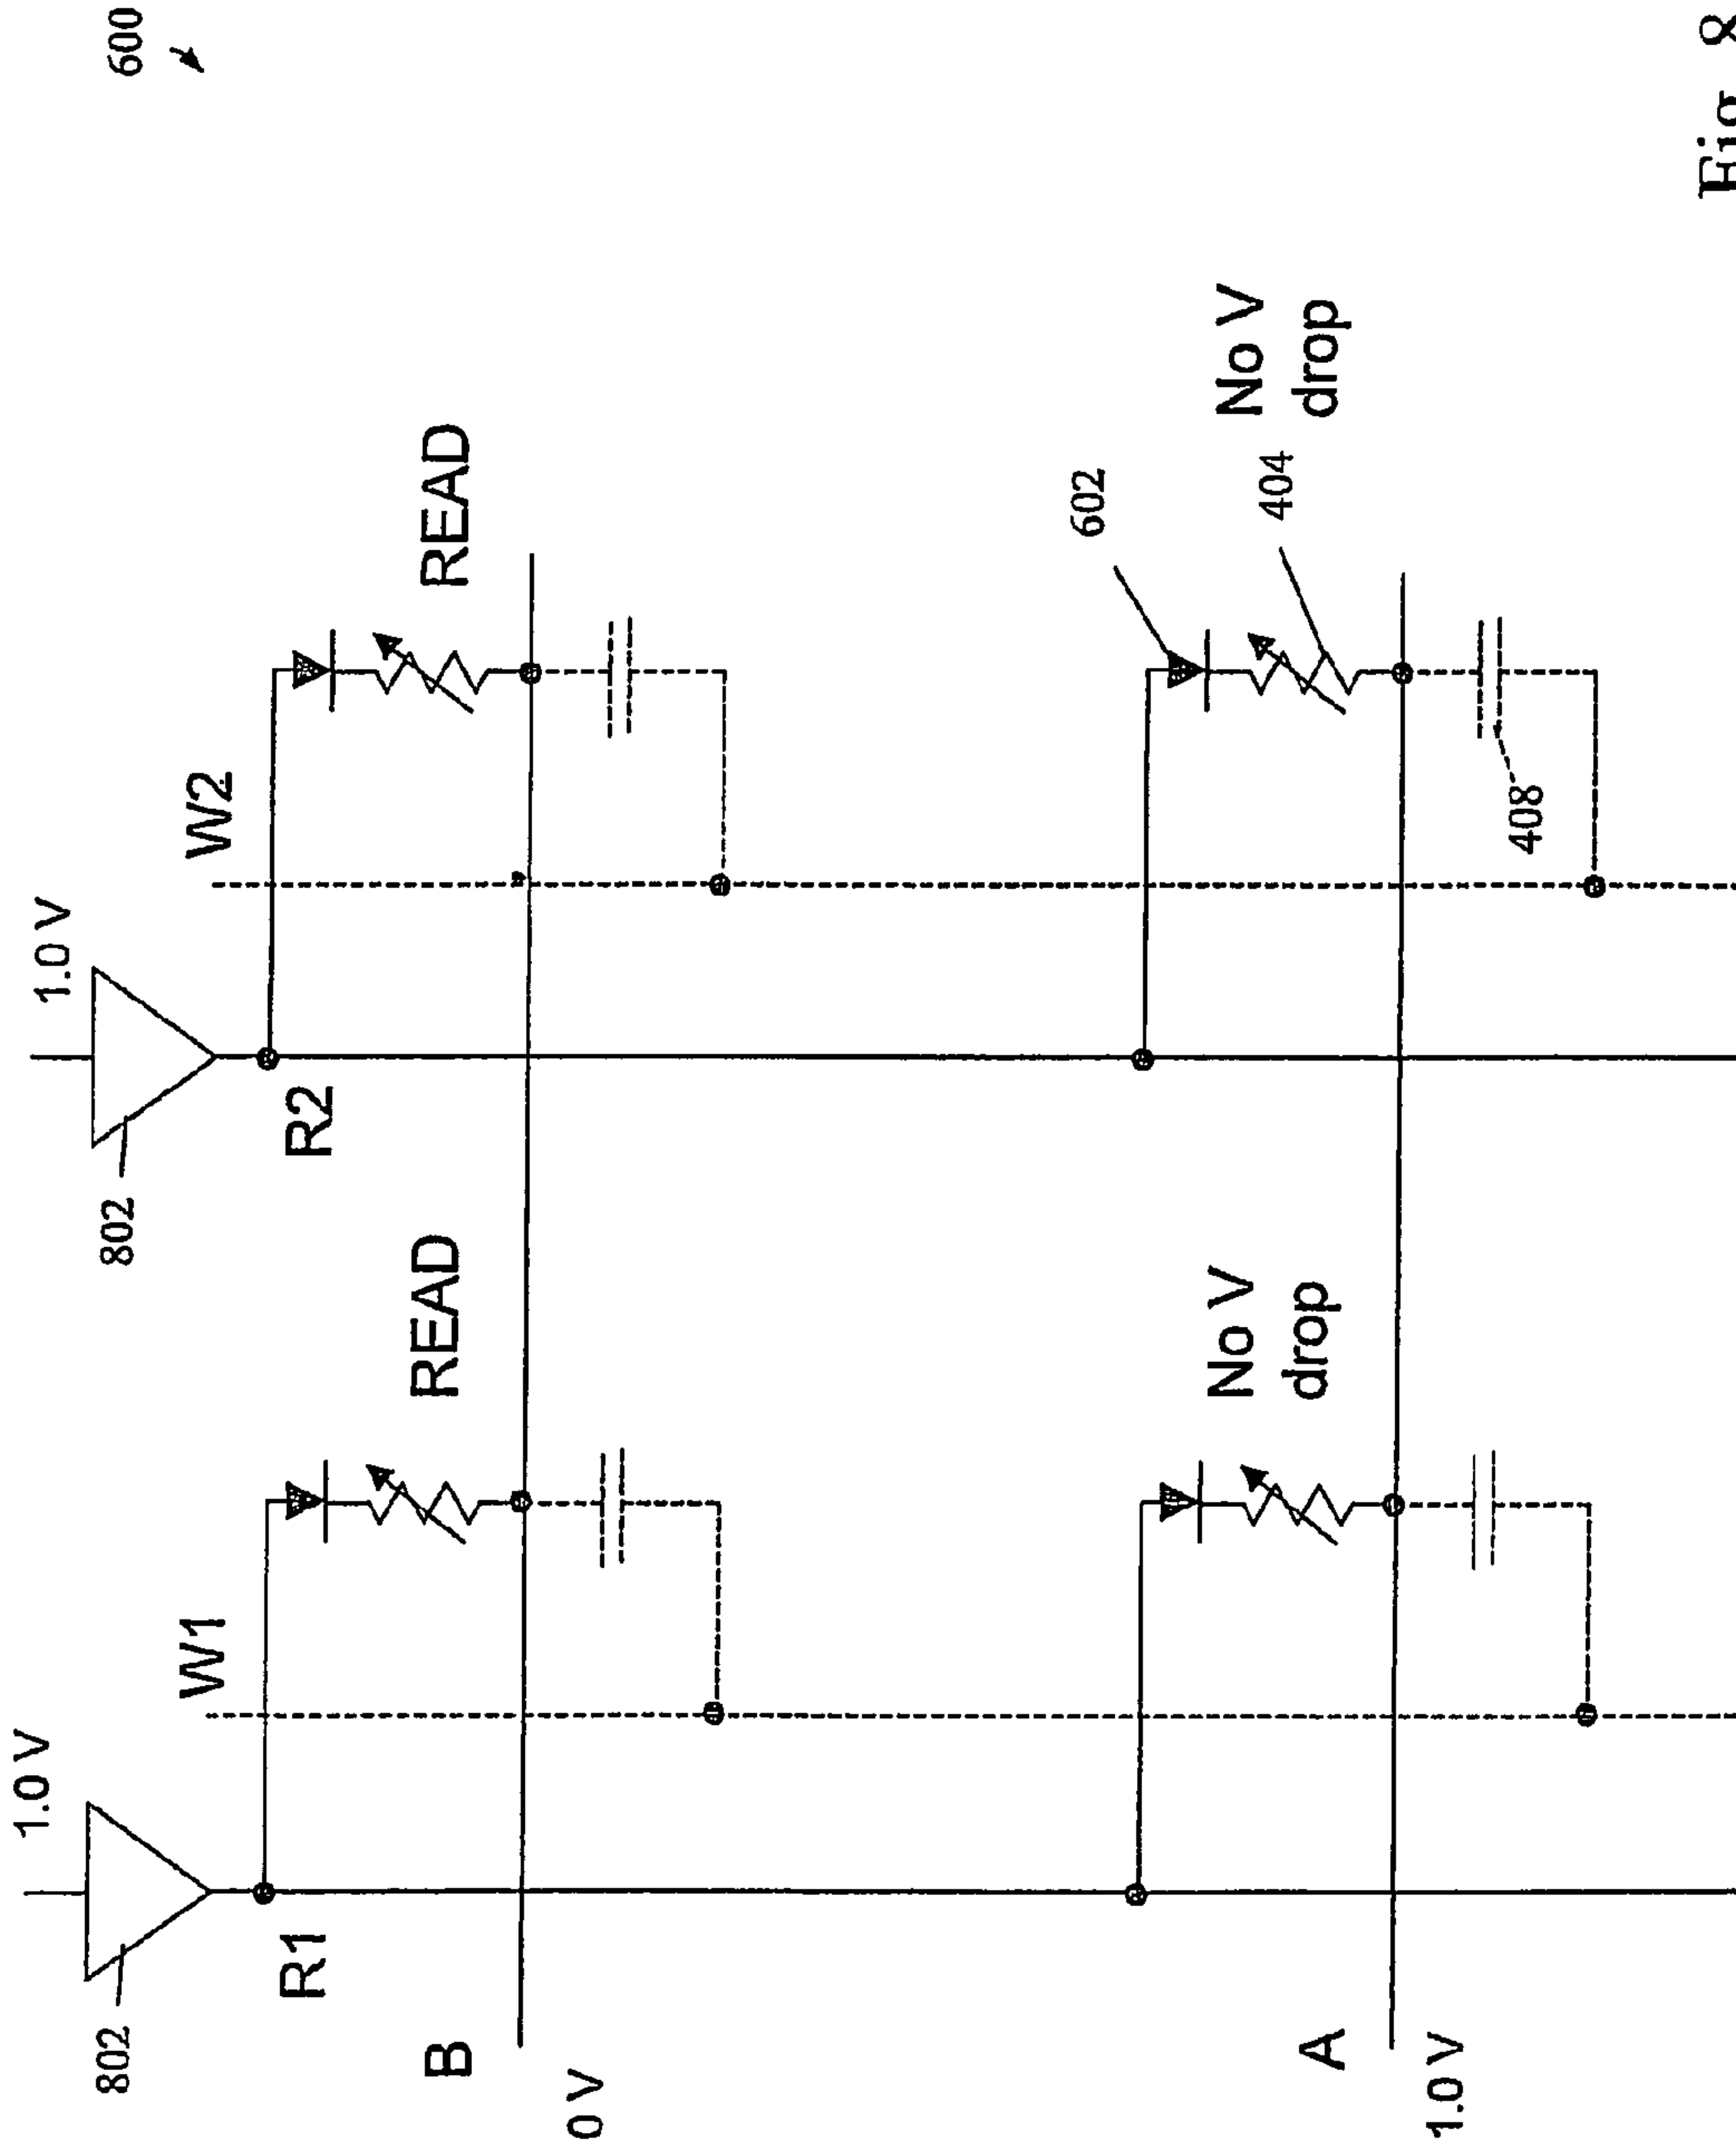 1.0 V
1.0 V
600
802
802
W1
W2
R1
R2
B
READ
READ
0 V
602
No V
drop
No V
drop
404
A
1.0 V
408
Fig 8